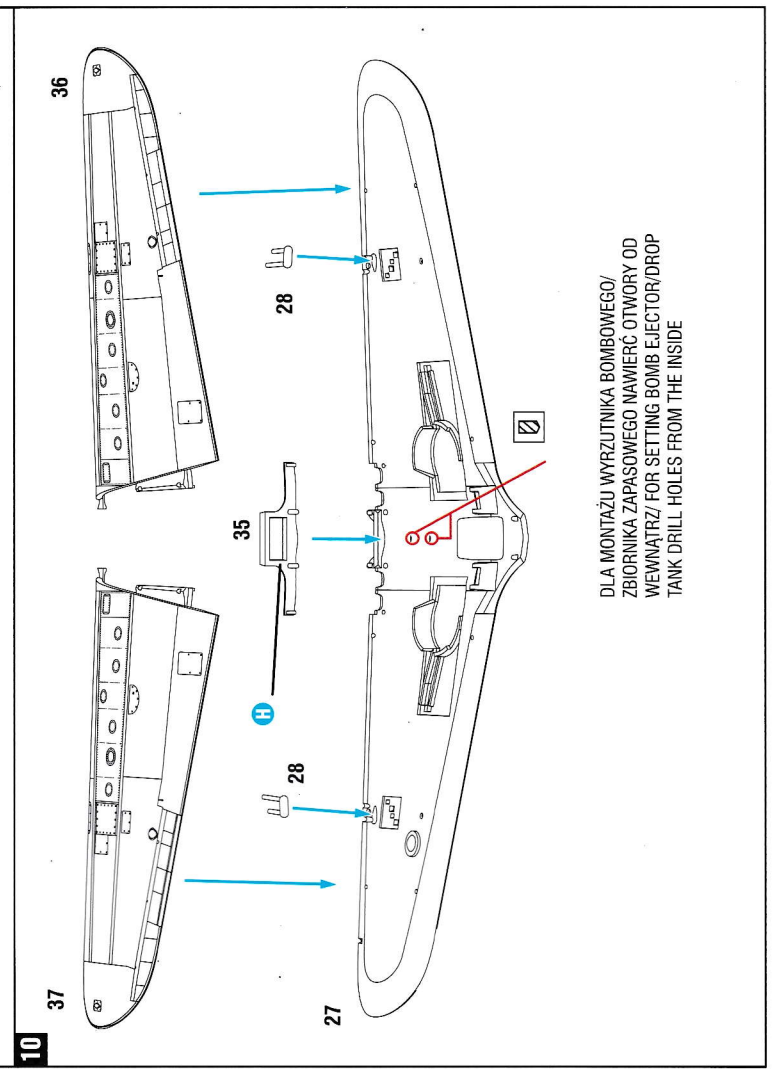 10
37
36
28
28
35
H
27
DLA MONTAŻU WYRZUTNIKA BOMBOWEGO/
ZBIORNIKA ZAPASOWEGO NAWIERĆ OTWORY OD
WEWNĄTRZ/ FOR SETTING BOMB EJECTOR/DROP
TANK DRILL HOLES FROM THE INSIDE